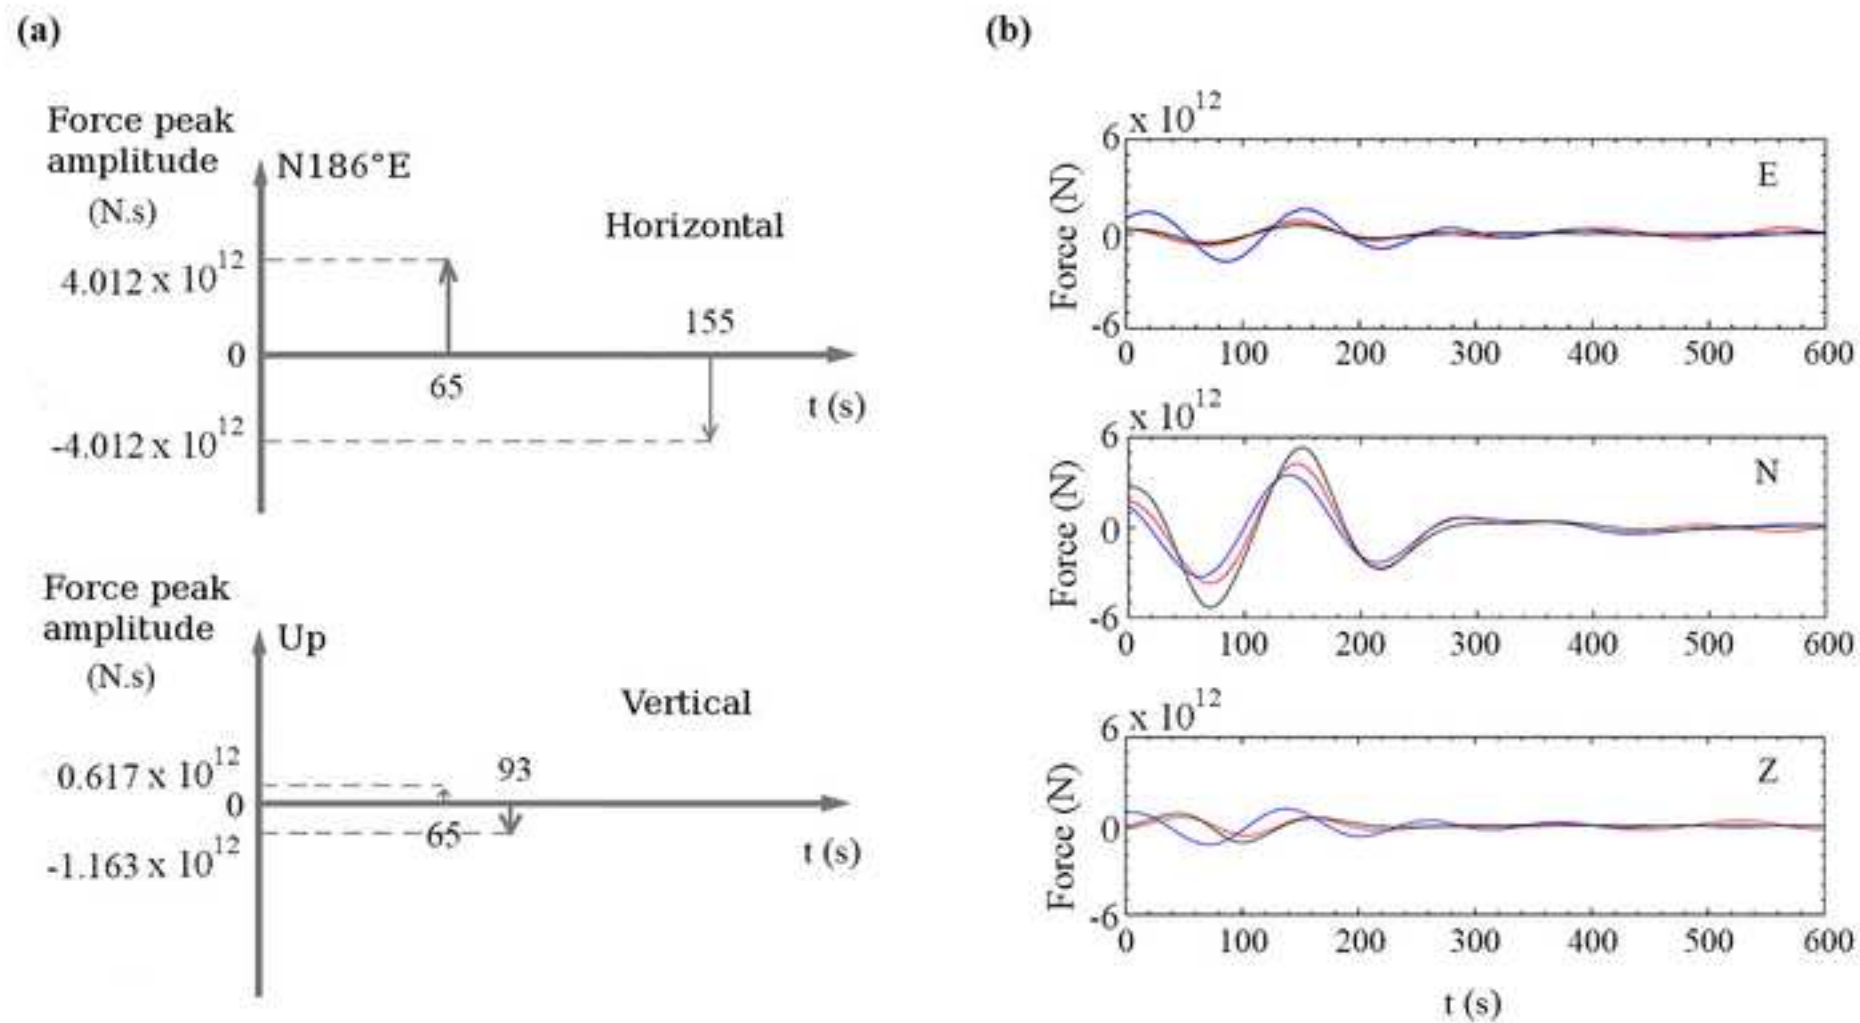 (a)
Force peak
amplitude
(N.s)
N186°E
Horizontal
4.012 x 10^12
155
0
65
t (s)
-4.012 x 10^12
Force peak
amplitude
(N.s)
Up
Vertical
0.617 x 10^12
93
0
65
-1.163 x 10^12
t (s)
(b)
x 10^12
6
E
Force (N)
0
-6
0 100 200 300 400 500 600
x 10^12
6
N
Force (N)
0
-6
0 100 200 300 400 500 600
x 10^12
6
Z
Force (N)
0
-6
0 100 200 300 400 500 600
t (s)